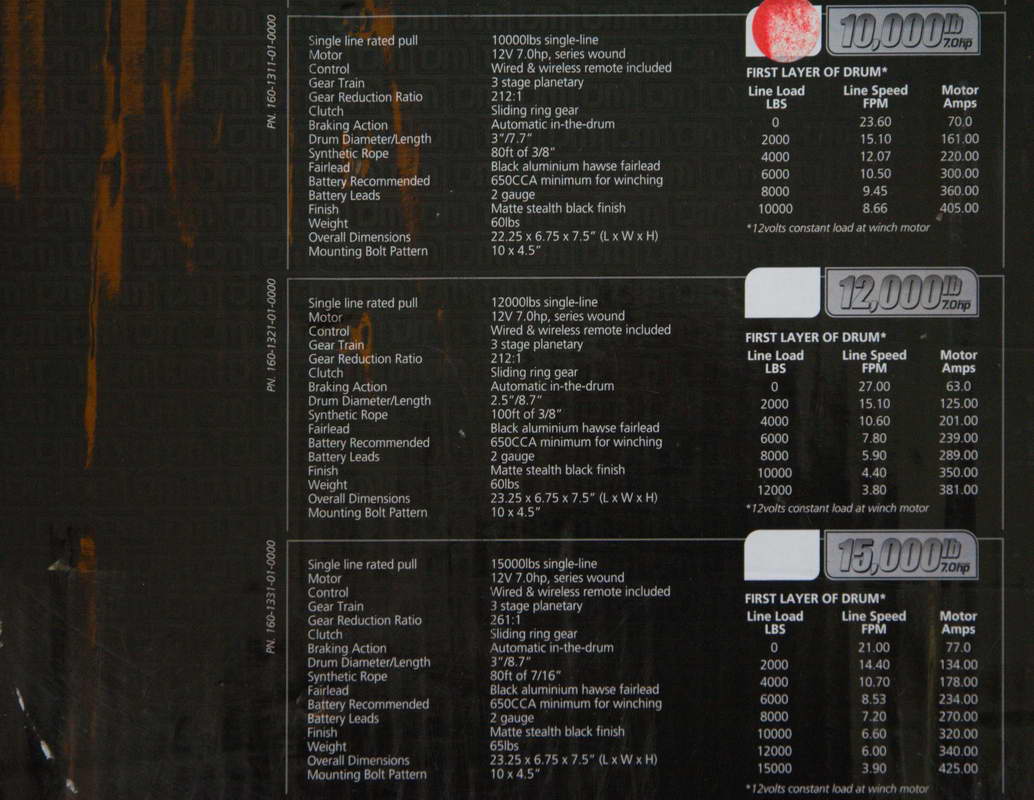 PN. 160-1311-01-0000
10,000lb
7.0hp
Single line rated pull 10000lbs single-line
Motor 12V 7.0hp, series wound
Control Wired & wireless remote included
Gear Train 3 stage planetary
Gear Reduction Ratio 212:1
Clutch Sliding ring gear
Braking Action Automatic in-the-drum
Drum Diameter/Length 3"/7.7"
Synthetic Rope 80ft of 3/8"
Fairlead Black aluminium hawse fairlead
Battery Recommended 650CCA minimum for winching
Battery Leads 2 gauge
Finish Matte stealth black finish
Weight 60lbs
Overall Dimensions 22.25 x 6.75 x 7.5" (L x W x H)
Mounting Bolt Pattern 10 x 4.5"
FIRST LAYER OF DRUM*
Line Load Line Speed Motor
LBS FPM Amps
0 23.60 70.0
2000 15.10 161.00
4000 12.07 220.00
6000 10.50 300.00
8000 9.45 360.00
10000 8.66 405.00
*12volts constant load at winch motor
PN. 160-1321-01-0000
12,000lb
7.0hp
Single line rated pull 12000lbs single-line
Motor 12V 7.0hp, series wound
Control Wired & wireless remote included
Gear Train 3 stage planetary
Gear Reduction Ratio 212:1
Clutch Sliding ring gear
Braking Action Automatic in-the-drum
Drum Diameter/Length 2.5"/8.7"
Synthetic Rope 100ft of 3/8"
Fairlead Black aluminium hawse fairlead
Battery Recommended 650CCA minimum for winching
Battery Leads 2 gauge
Finish Matte stealth black finish
Weight 60lbs
Overall Dimensions 23.25 x 6.75 x 7.5" (L x W x H)
Mounting Bolt Pattern 10 x 4.5"
FIRST LAYER OF DRUM*
Line Load Line Speed Motor
LBS FPM Amps
0 27.00 63.0
2000 15.10 125.00
4000 10.60 201.00
6000 7.80 239.00
8000 5.90 289.00
10000 4.40 350.00
12000 3.80 381.00
*12volts constant load at winch motor
PN. 160-1331-01-0000
15,000lb
7.0hp
Single line rated pull 15000lbs single-line
Motor 12V 7.0hp, series wound
Control Wired & wireless remote included
Gear Train 3 stage planetary
Gear Reduction Ratio 261:1
Clutch Sliding ring gear
Braking Action Automatic in-the-drum
Drum Diameter/Length 3"/8.7"
Synthetic Rope 80ft of 7/16"
Fairlead Black aluminium hawse fairlead
Battery Recommended 650CCA minimum for winching
Battery Leads 2 gauge
Finish Matte stealth black finish
Weight 65lbs
Overall Dimensions 23.25 x 6.75 x 7.5" (L x W x H)
Mounting Bolt Pattern 10 x 4.5"
FIRST LAYER OF DRUM*
Line Load Line Speed Motor
LBS FPM Amps
0 21.00 77.0
2000 14.40 134.00
4000 10.70 178.00
6000 8.53 234.00
8000 7.20 270.00
10000 6.60 320.00
12000 6.00 340.00
15000 3.90 425.00
*12volts constant load at winch motor